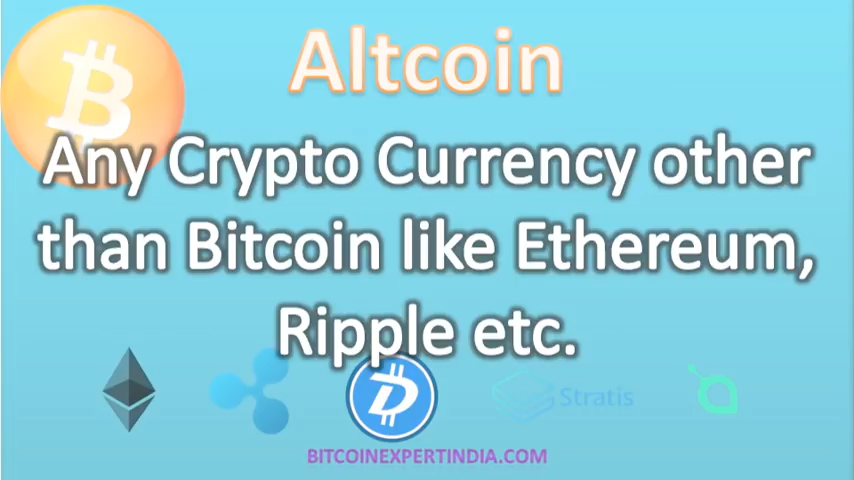 Altcoin
Any Crypto Currency other
than Bitcoin like Ethereum,
Ripple etc.
Stratis
BITCOINEXPERTINDIA.COM